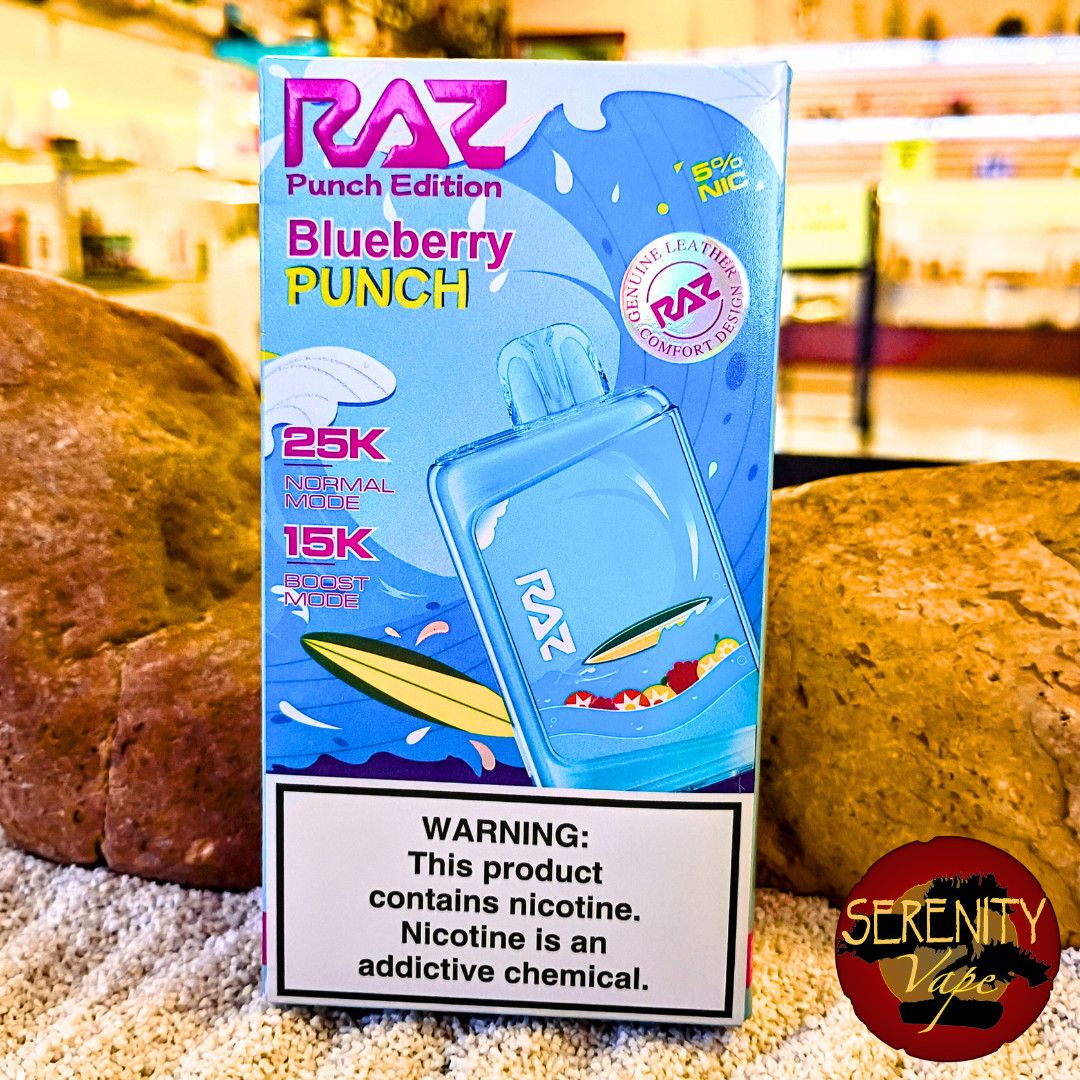 RAZ
Punch Edition
5%
NIC
Blueberry
PUNCH
GENUINE LEATHER
RAZ
COMFORT DESIGN
25K
NORMAL
MODE
15K
BOOST
MODE
RAZ
WARNING:
This product
contains nicotine.
Nicotine is an
addictive chemical.
SERENITY
Vape